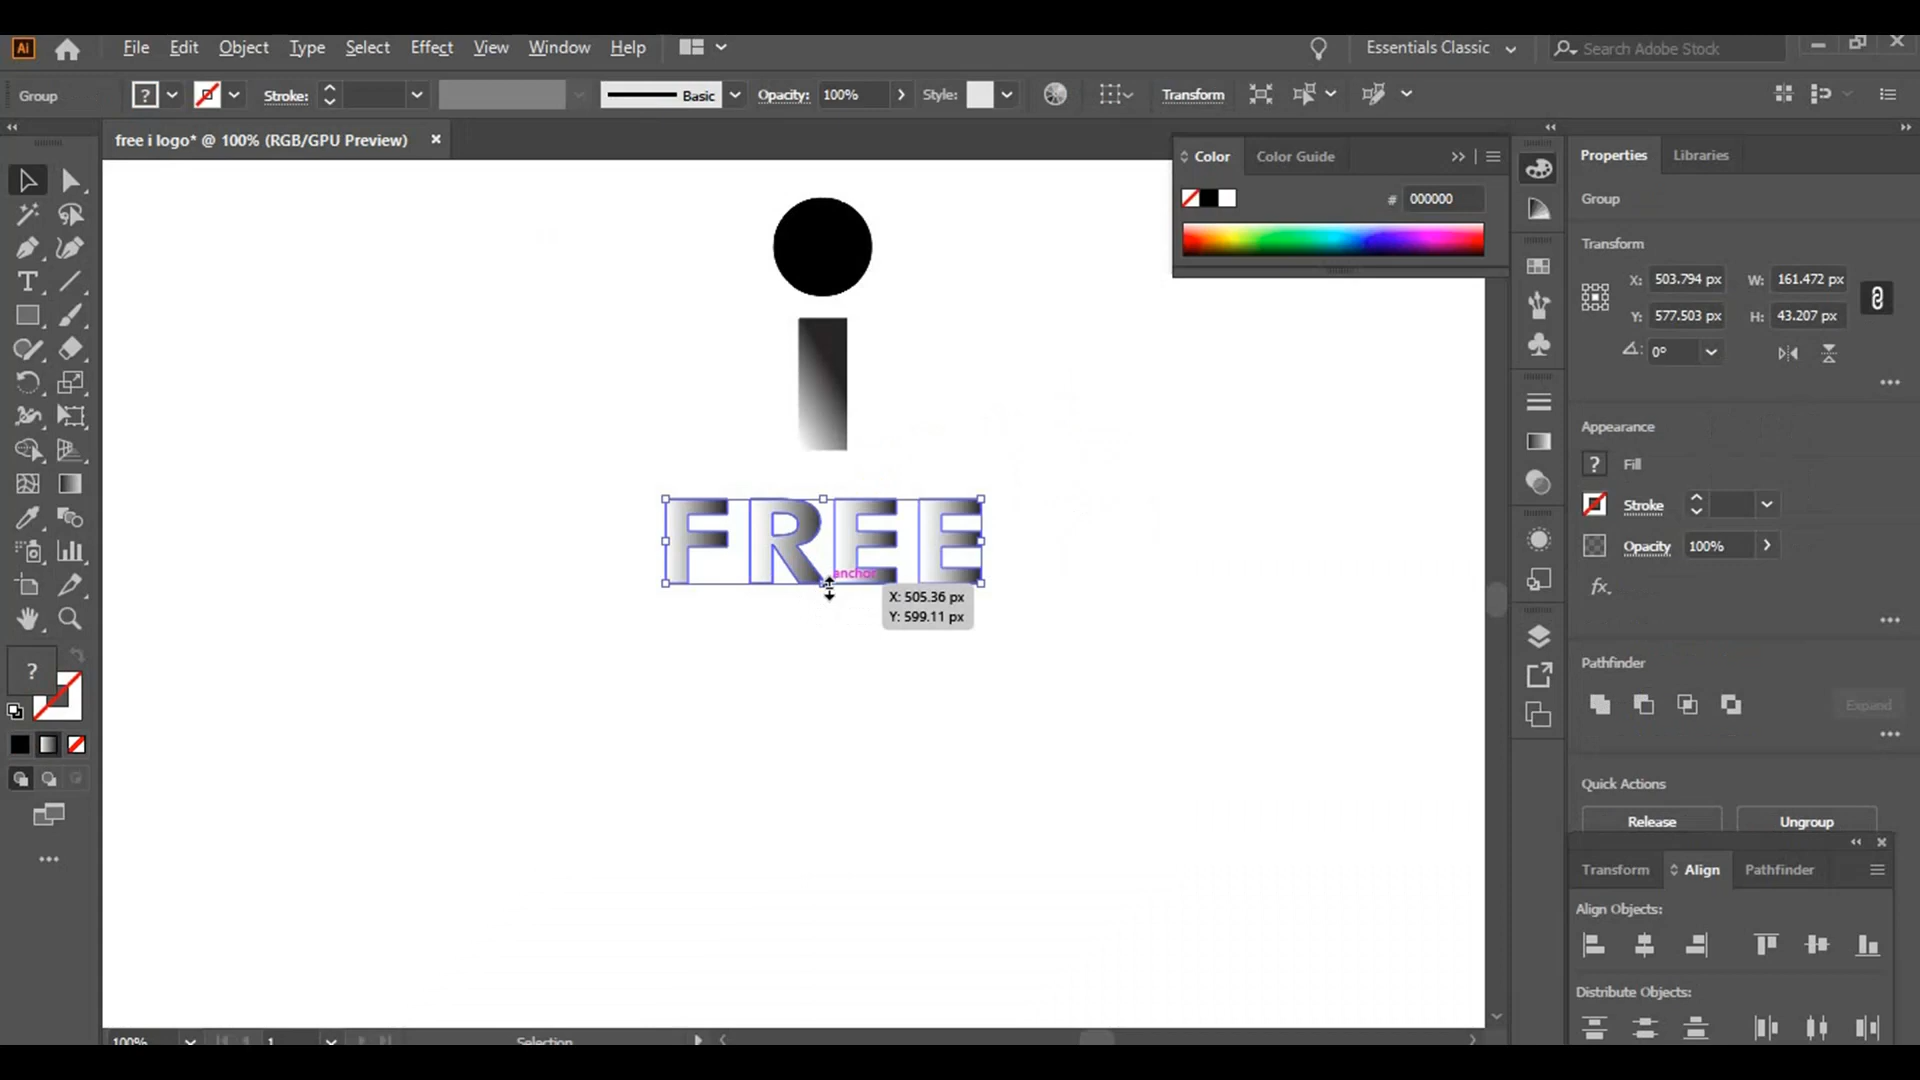 Ai File Edit Object Type Select Effect View Window Help Essentials Classic Search Adobe Stock
Group ? Stroke: Basic Opacity: 100% Style: Transform
free i logo* @ 100% (RGB/GPU Preview) ×
Color Color Guide
# 000000
Properties Libraries
Group
Transform
X: 503.794 px W: 161.472 px
Y: 577.503 px H: 43.207 px
0°
Appearance
? Fill
Stroke
Opacity 100%
fx.
Pathfinder
Expand
Quick Actions
Release Ungroup
Transform Align Pathfinder
Align Objects:
Distribute Objects:
i
FREE
anchor
X: 505.36 px
Y: 599.11 px
T
?
100% 1 Selection